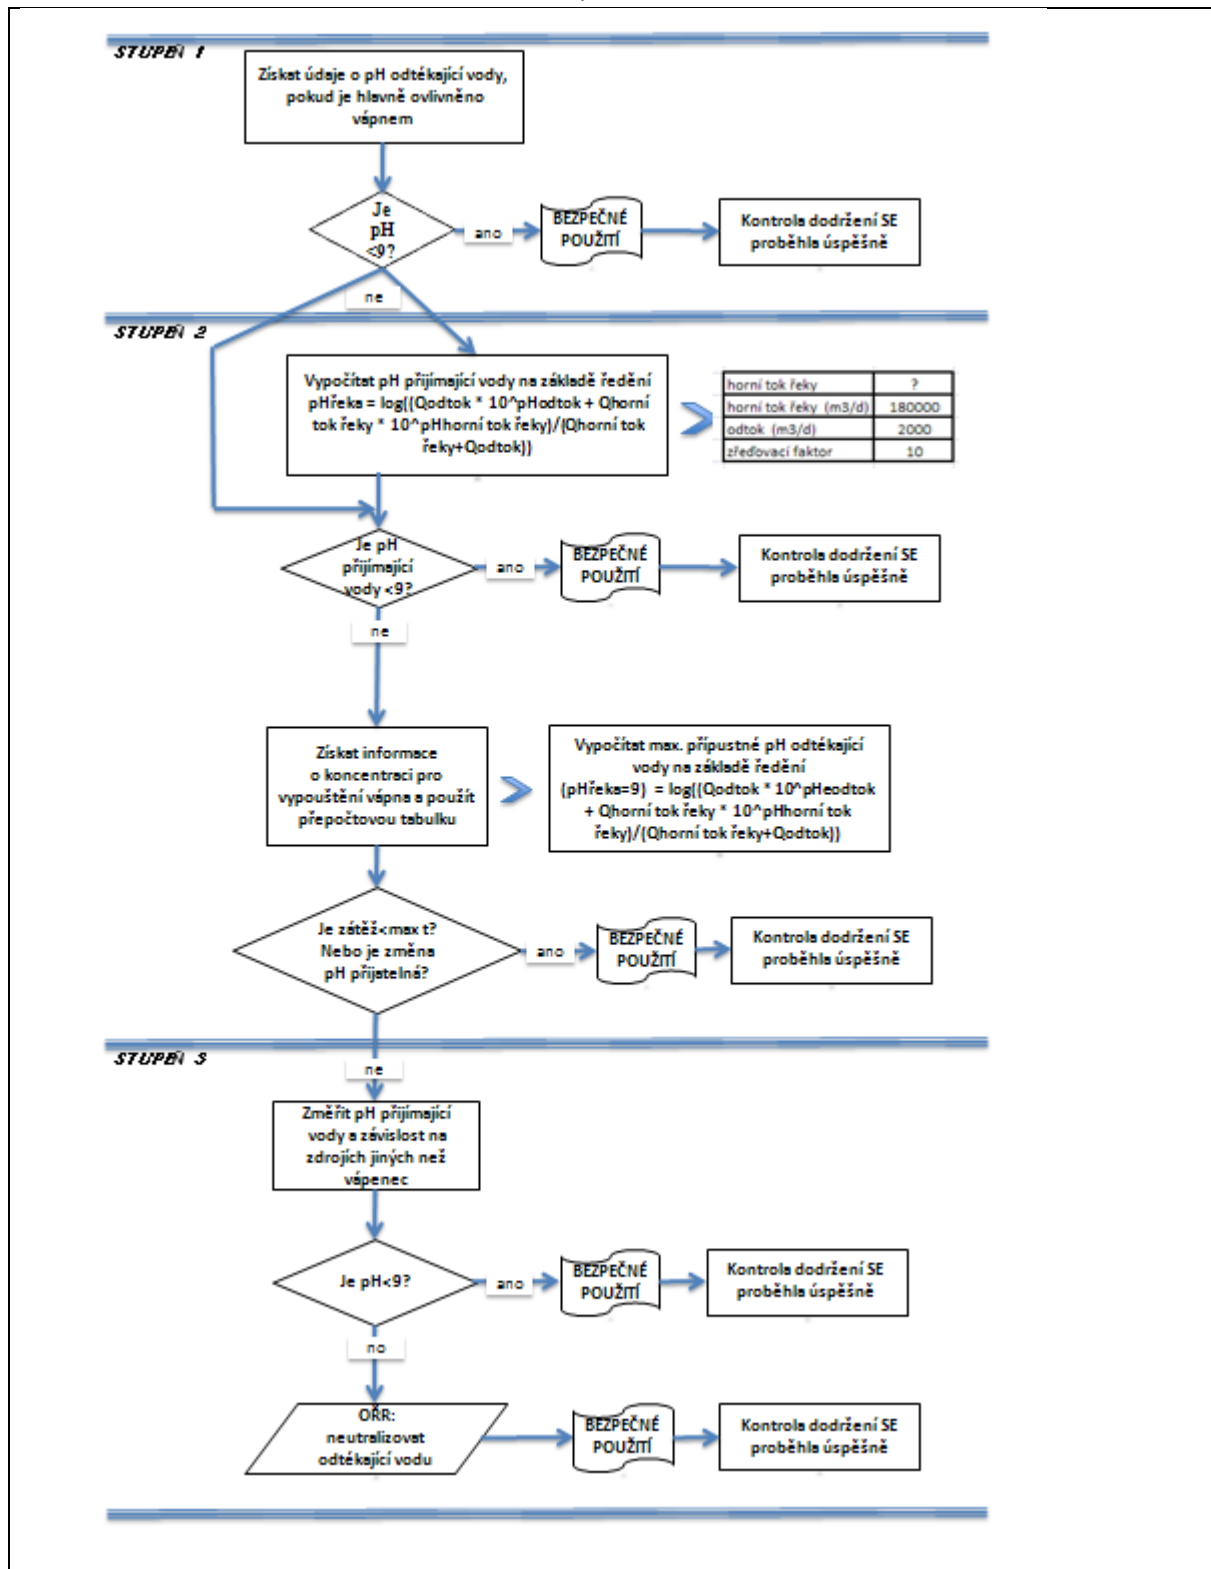 STUPEŇ 1
Získat údaje o pH odtékající vody,
pokud je hlavně ovlivněno
vápnem
Je
pH
<9?
ano
BEZPEČNÉ
POUŽITÍ
Kontrola dodržení SE
proběhla úspěšně
ne
STUPEŇ 2
Vypočítat pH přijímající vody na základě ředění
pHřeka = log((Qodtok * 10^pHodtok + Qhorní
tok řeky * 10^pHhorní tok řeky)/(Qhorní tok
řeky+Qodtok))
horní tok řeky ?
horní tok řeky (m3/d) 180000
odtok (m3/d) 2000
zřeďovací faktor 10
Je pH
přijímající
vody <9?
ano
BEZPEČNÉ
POUŽITÍ
Kontrola dodržení SE
proběhla úspěšně
ne
Získat informace
o koncentraci pro
vypouštění vápna a použít
přepočtovou tabulku
Vypočítat max. přípustné pH odtékající
vody na základě ředění
(pHřeka=9) = log((Qodtok * 10^pHeodtok
+ Qhorní tok řeky * 10^pHhorní tok
řeky)/(Qhorní tok řeky+Qodtok))
Je zátěž<max t?
Nebo je změna
pH přijatelná?
ano
BEZPEČNÉ
POUŽITÍ
Kontrola dodržení SE
proběhla úspěšně
STUPEŇ 3
ne
Změřit pH přijímající
vody a závislost na
zdrojích jiných než
vápenec
Je pH<9?
ano
BEZPEČNÉ
POUŽITÍ
Kontrola dodržení SE
proběhla úspěšně
no
OŘR:
neutralizovat
odtékající vodu
BEZPEČNÉ
POUŽITÍ
Kontrola dodržení SE
proběhla úspěšně